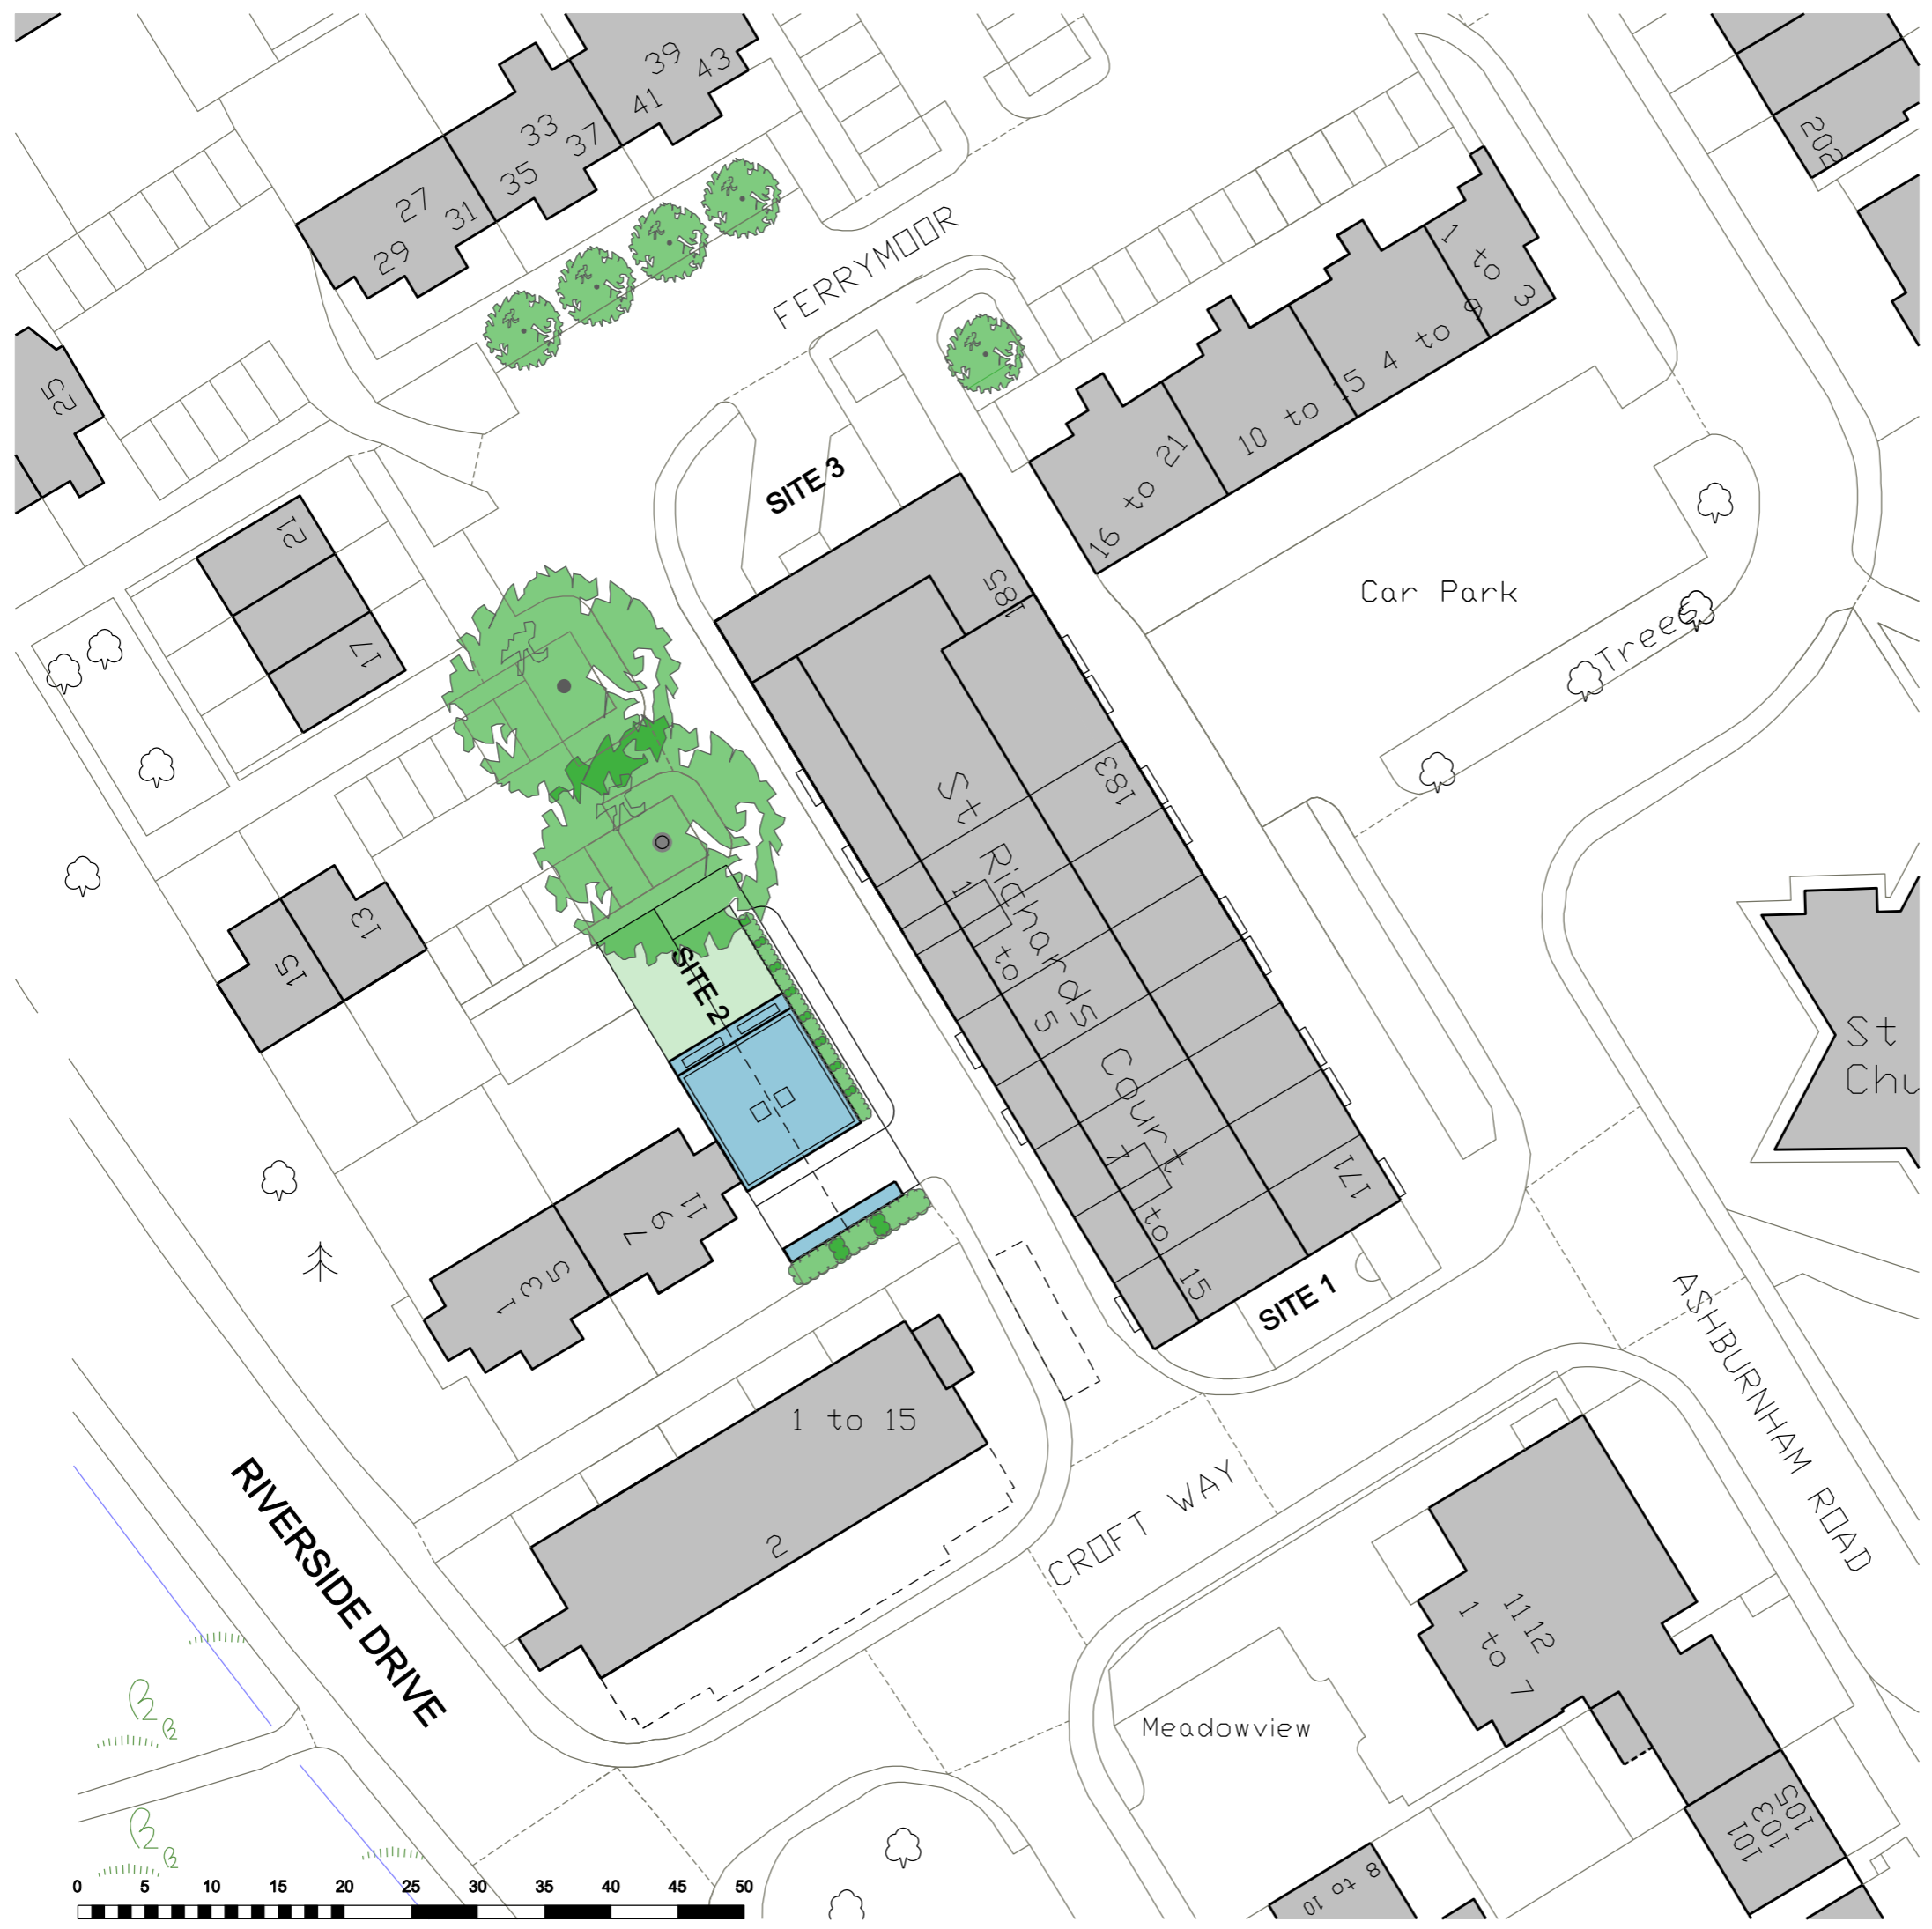 39
43
41
33
37
35
27
31
29
202
FERRYMOOR
1 to 3
4 to 9
10 to 15
16 to 21
25
21
17
SITE 3
185
Car Park
Trees
183
St Richards Court
1 to 5
7 to 15
171
13
15
SITE 2
SITE 1
St
Chu
11
9
7
5
3
1
1 to 15
2
ASHBURNHAM ROAD
CROFT WAY
RIVERSIDE DRIVE
1112
1 to 7
Meadowview
105
103
101
8 to 10
0 5 10 15 20 25 30 35 40 45 50